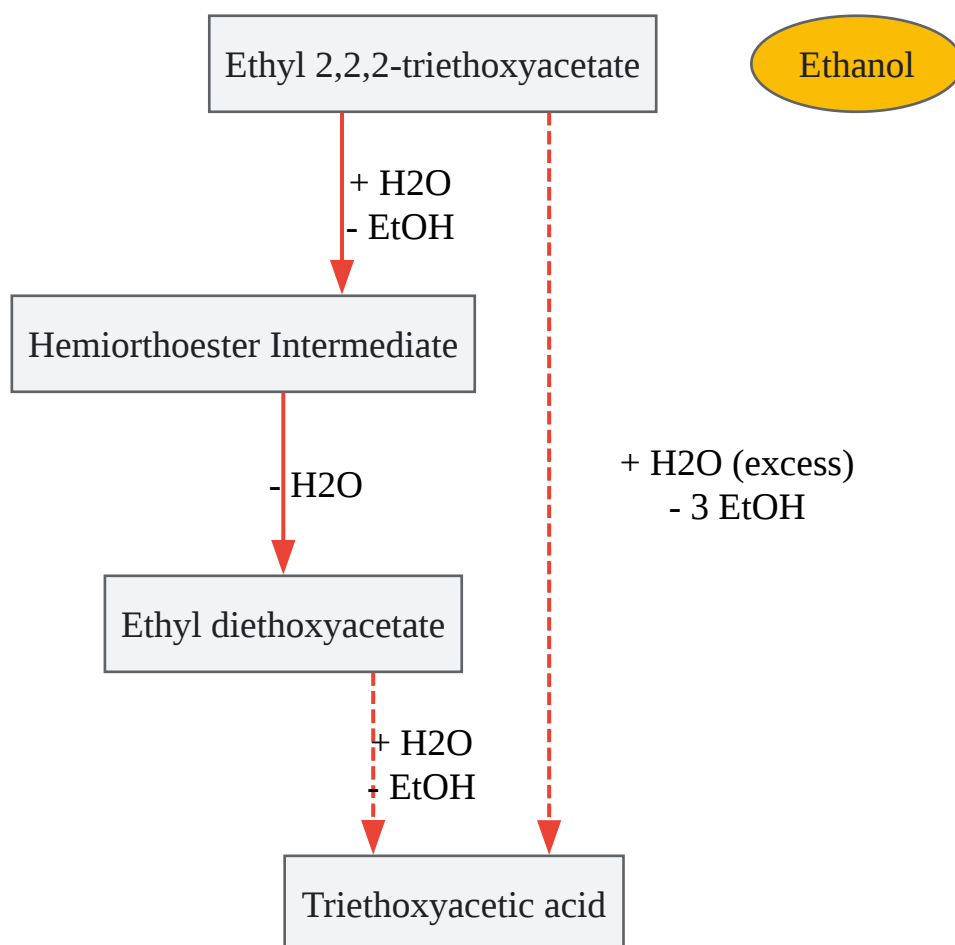 Ethyl 2,2,2-triethoxyacetate
Ethanol
+ H2O
- EtOH
Hemiorthoester Intermediate
- H2O
+ H2O (excess)
- 3 EtOH
Ethyl diethoxyacetate
+ H2O
- EtOH
Triethoxyacetic acid